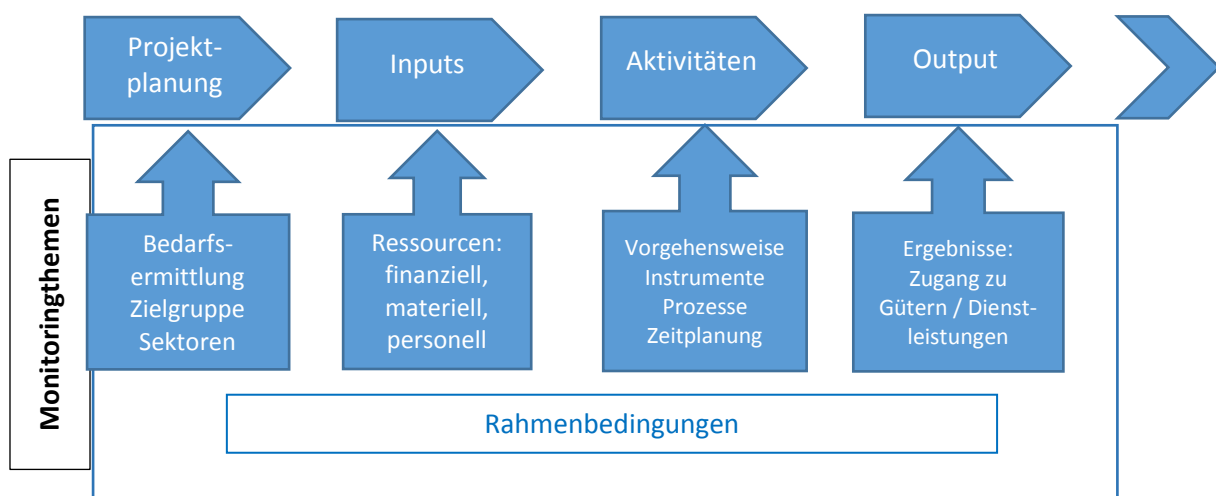 Projekt-
planung
Inputs
Aktivitäten
Output
Monitoringthemen
Bedarfs-
ermittlung
Zielgruppe
Sektoren
Ressourcen:
finanziell,
materiell,
personell
Vorgehensweise
Instrumente
Prozesse
Zeitplanung
Ergebnisse:
Zugang zu
Gütern / Dienst-
leistungen
Rahmenbedingungen